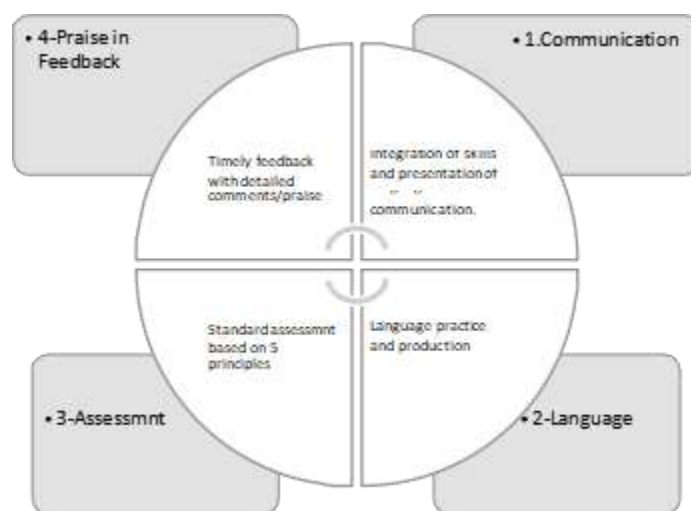 • 4-Praise in
Feedback
• 1.Communication
Timely feedback
with detailed
comments/praise
Integration of skills
and presentation of
communication.
Standard assessmnt
based on 5
principles
Language practice
and production
• 3-Assessmnt
• 2-Language